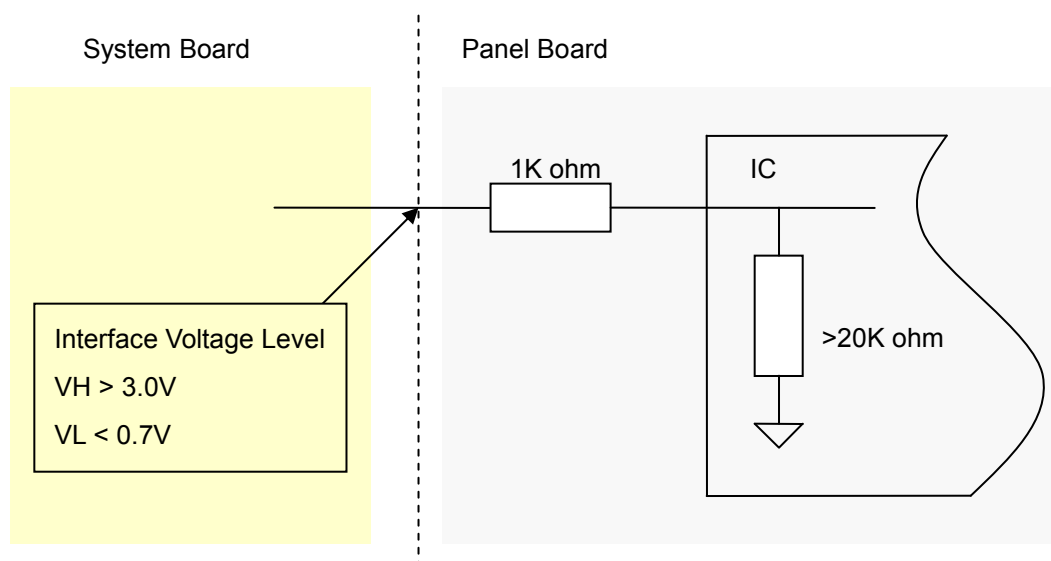 System Board
Panel Board
1K ohm
IC
Interface Voltage Level
VH > 3.0V
VL < 0.7V
>20K ohm